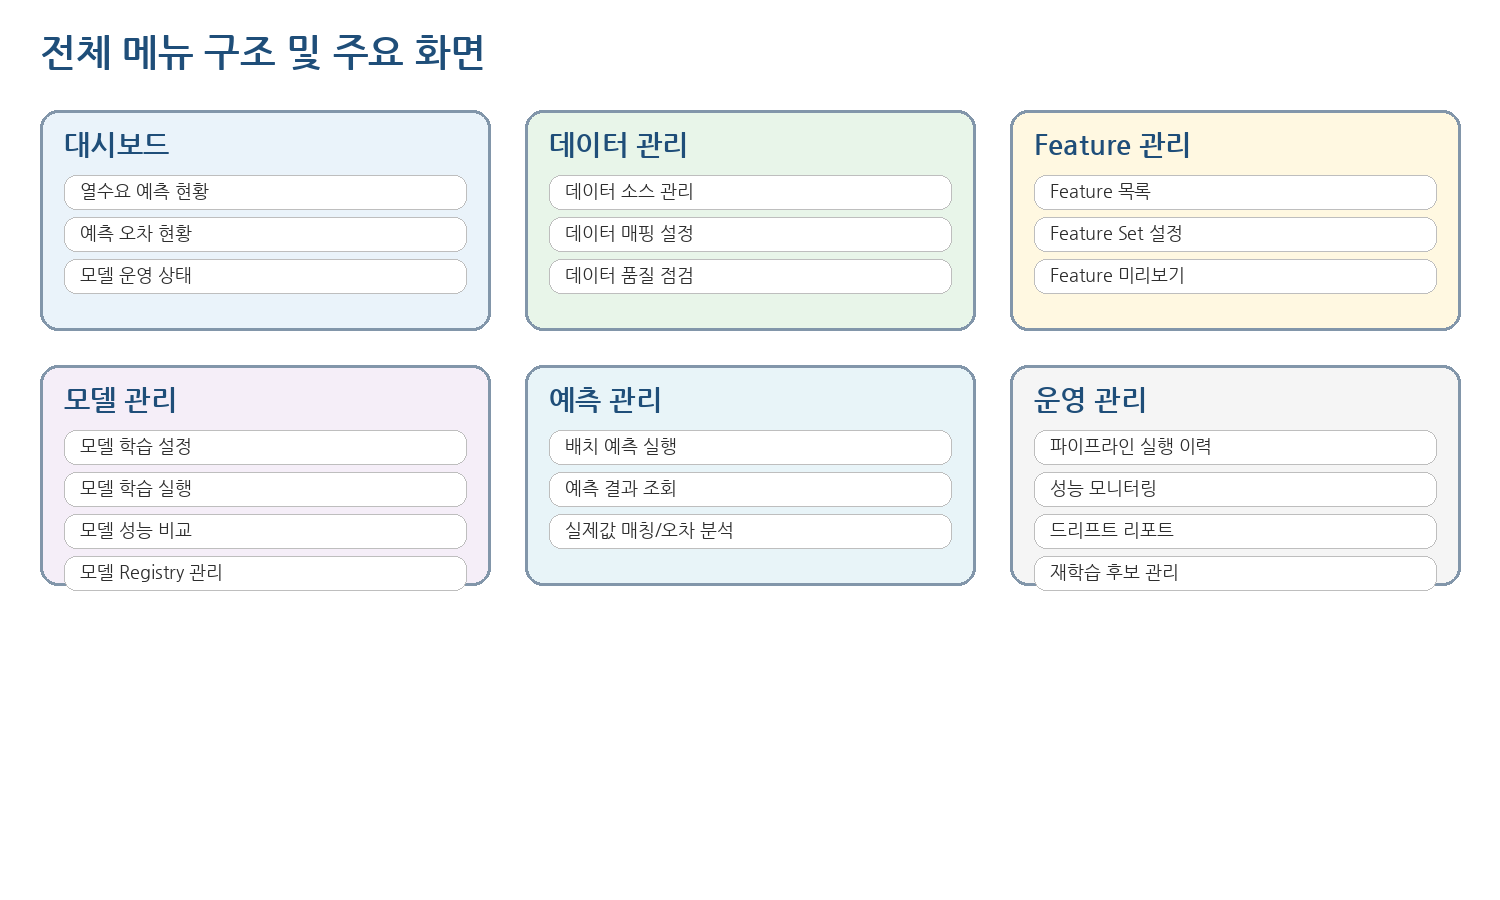 전체 메뉴 구조 및 주요 화면
대시보드
열수요 예측 현황
예측 오차 현황
모델 운영 상태
데이터 관리
데이터 소스 관리
데이터 매핑 설정
데이터 품질 점검
Feature 관리
Feature 목록
Feature Set 설정
Feature 미리보기
모델 관리
모델 학습 설정
모델 학습 실행
모델 성능 비교
모델 Registry 관리
예측 관리
배치 예측 실행
예측 결과 조회
실제값 매칭/오차 분석
운영 관리
파이프라인 실행 이력
성능 모니터링
드리프트 리포트
재학습 후보 관리